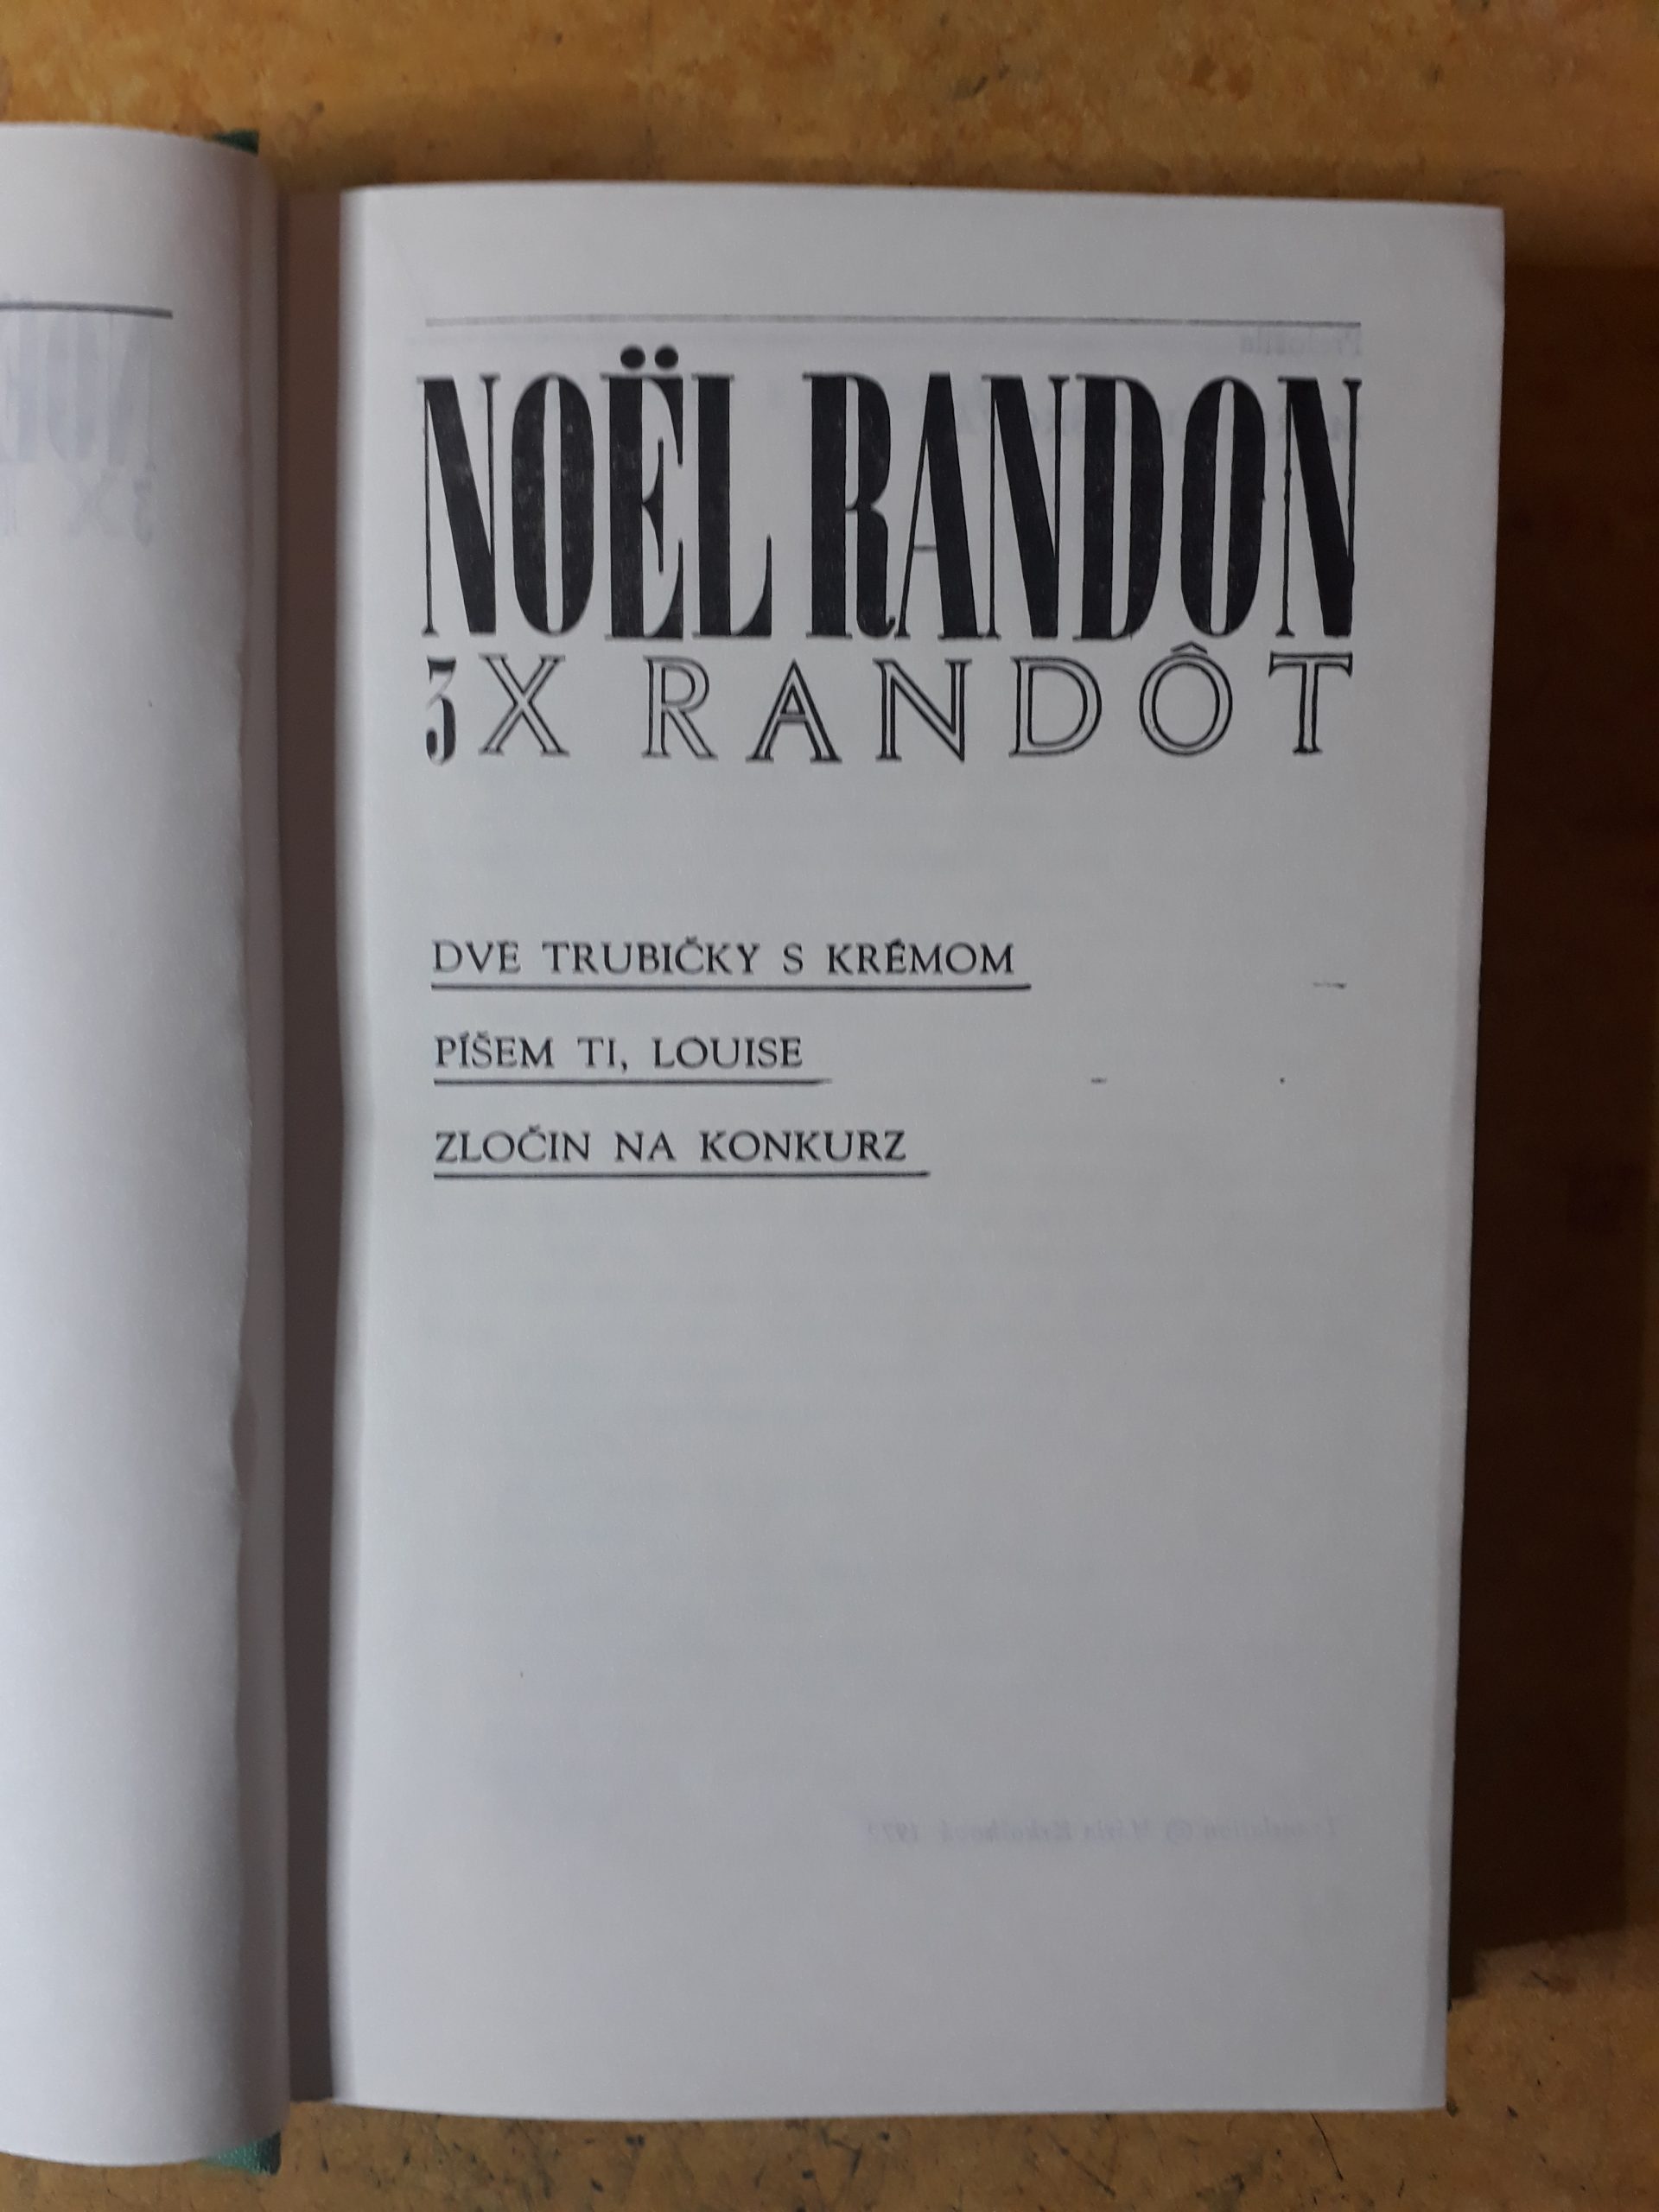 NOËL RANDON
3X RANDÔT
DVE TRUBIČKY S KRÉMOM
PÍŠEM TI, LOUISE
ZLOČIN NA KONKURZ